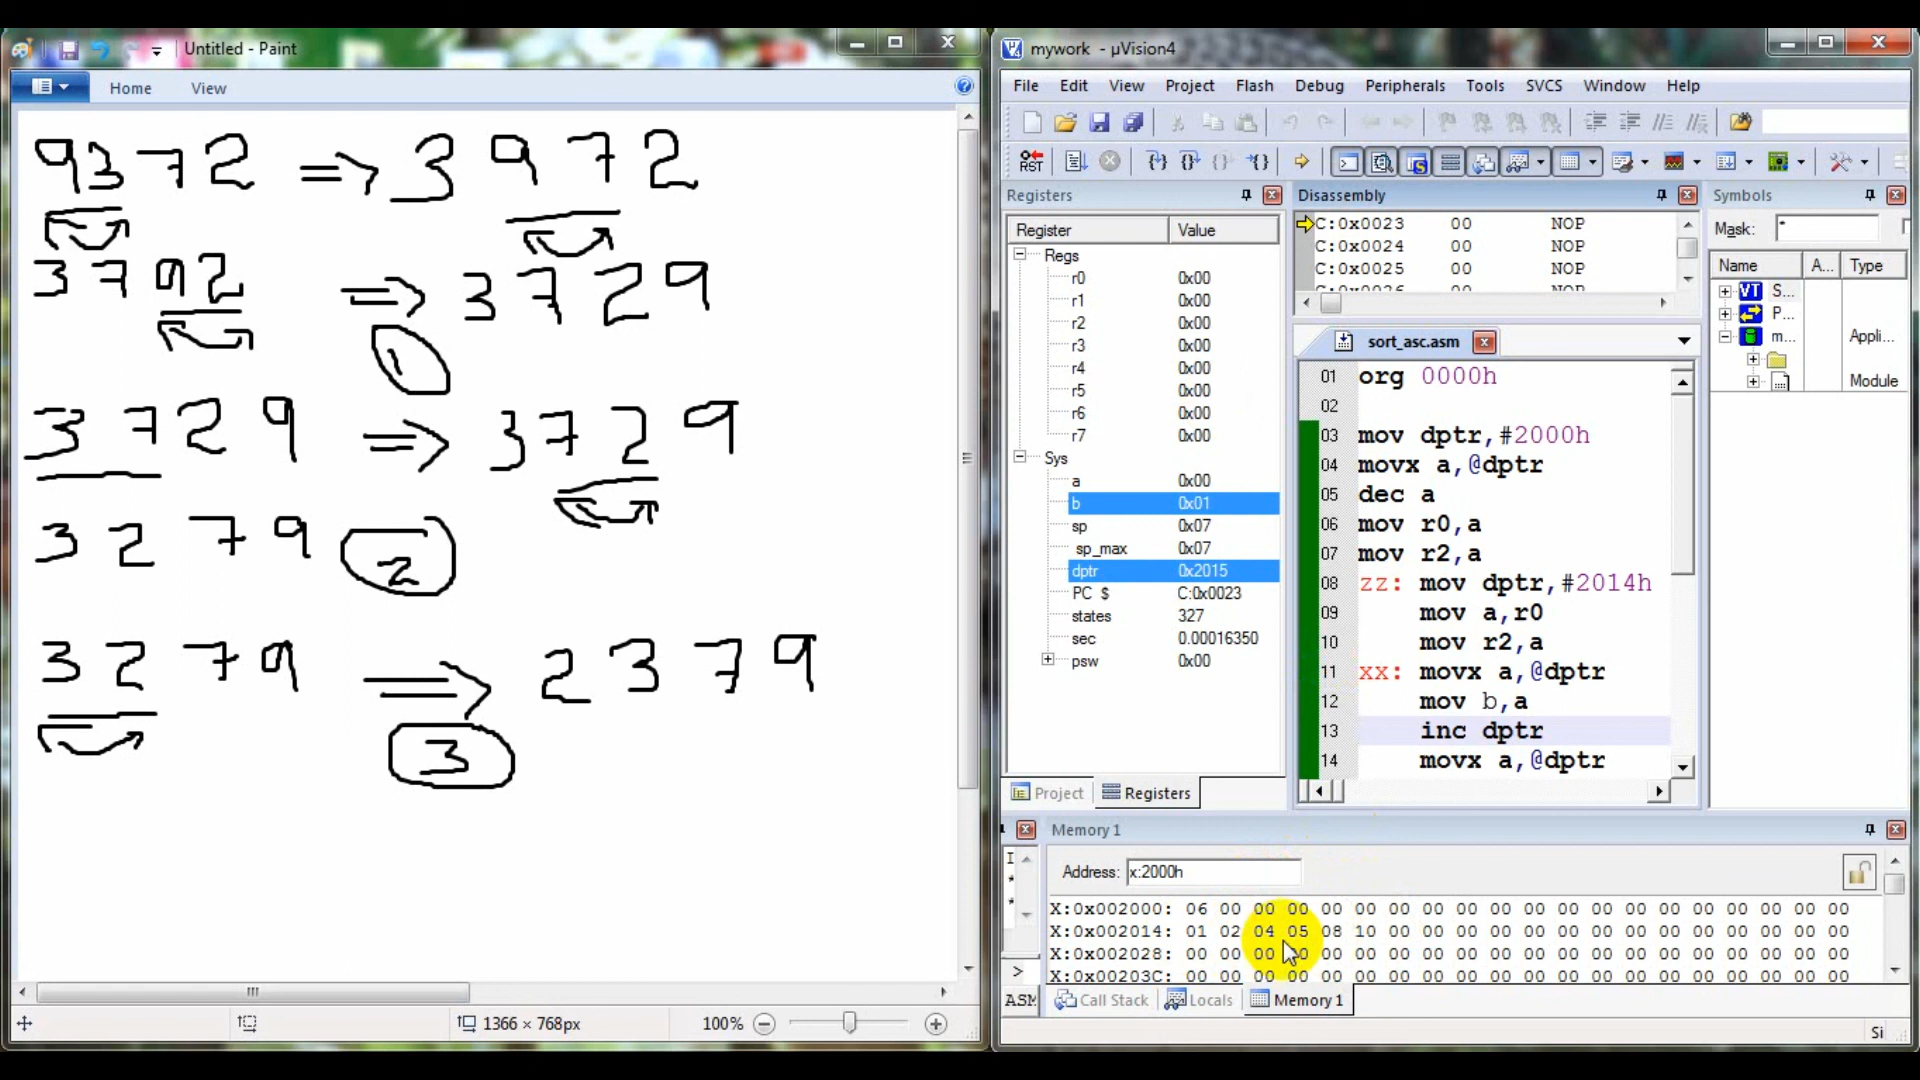 Untitled - Paint
Home View
9372 => 3972
3792 => 3729
1
3729 => 3729
3279 2
3279 => 2379
3
1366 × 768px 100%
mywork - µVision4
File Edit View Project Flash Debug Peripherals Tools SVCS Window Help
RST
Registers
Register Value
Regs
r0 0x00
r1 0x00
r2 0x00
r3 0x00
r4 0x00
r5 0x00
r6 0x00
r7 0x00
Sys
a 0x00
b 0x01
sp 0x07
sp_max 0x07
dptr 0x2015
PC $ C:0x0023
states 327
sec 0.00016350
psw 0x00
Project Registers
Disassembly
C:0x0023 00 NOP
C:0x0024 00 NOP
C:0x0025 00 NOP
C:0x0026 00 NOP
sort_asc.asm
01 org 0000h
02
03 mov dptr,#2000h
04 movx a,@dptr
05 dec a
06 mov r0,a
07 mov r2,a
08 zz: mov dptr,#2014h
09 mov a,r0
10 mov r2,a
11 xx: movx a,@dptr
12 mov b,a
13 inc dptr
14 movx a,@dptr
Symbols
Mask: *
Name A... Type
S...
P...
m... Appli...
Module
Memory 1
Address: x:2000h
X:0x002000: 06 00 00 00 00 00 00 00 00 00 00 00 00 00 00 00 00 00 00 00
X:0x002014: 01 02 04 05 08 10 00 00 00 00 00 00 00 00 00 00 00 00 00 00
X:0x002028: 00 00 00 00 00 00 00 00 00 00 00 00 00 00 00 00 00 00 00 00
X:0x00203C: 00 00 00 00 00 00 00 00 00 00 00 00 00 00 00 00 00 00 00 00
ASM Call Stack Locals Memory 1
Si